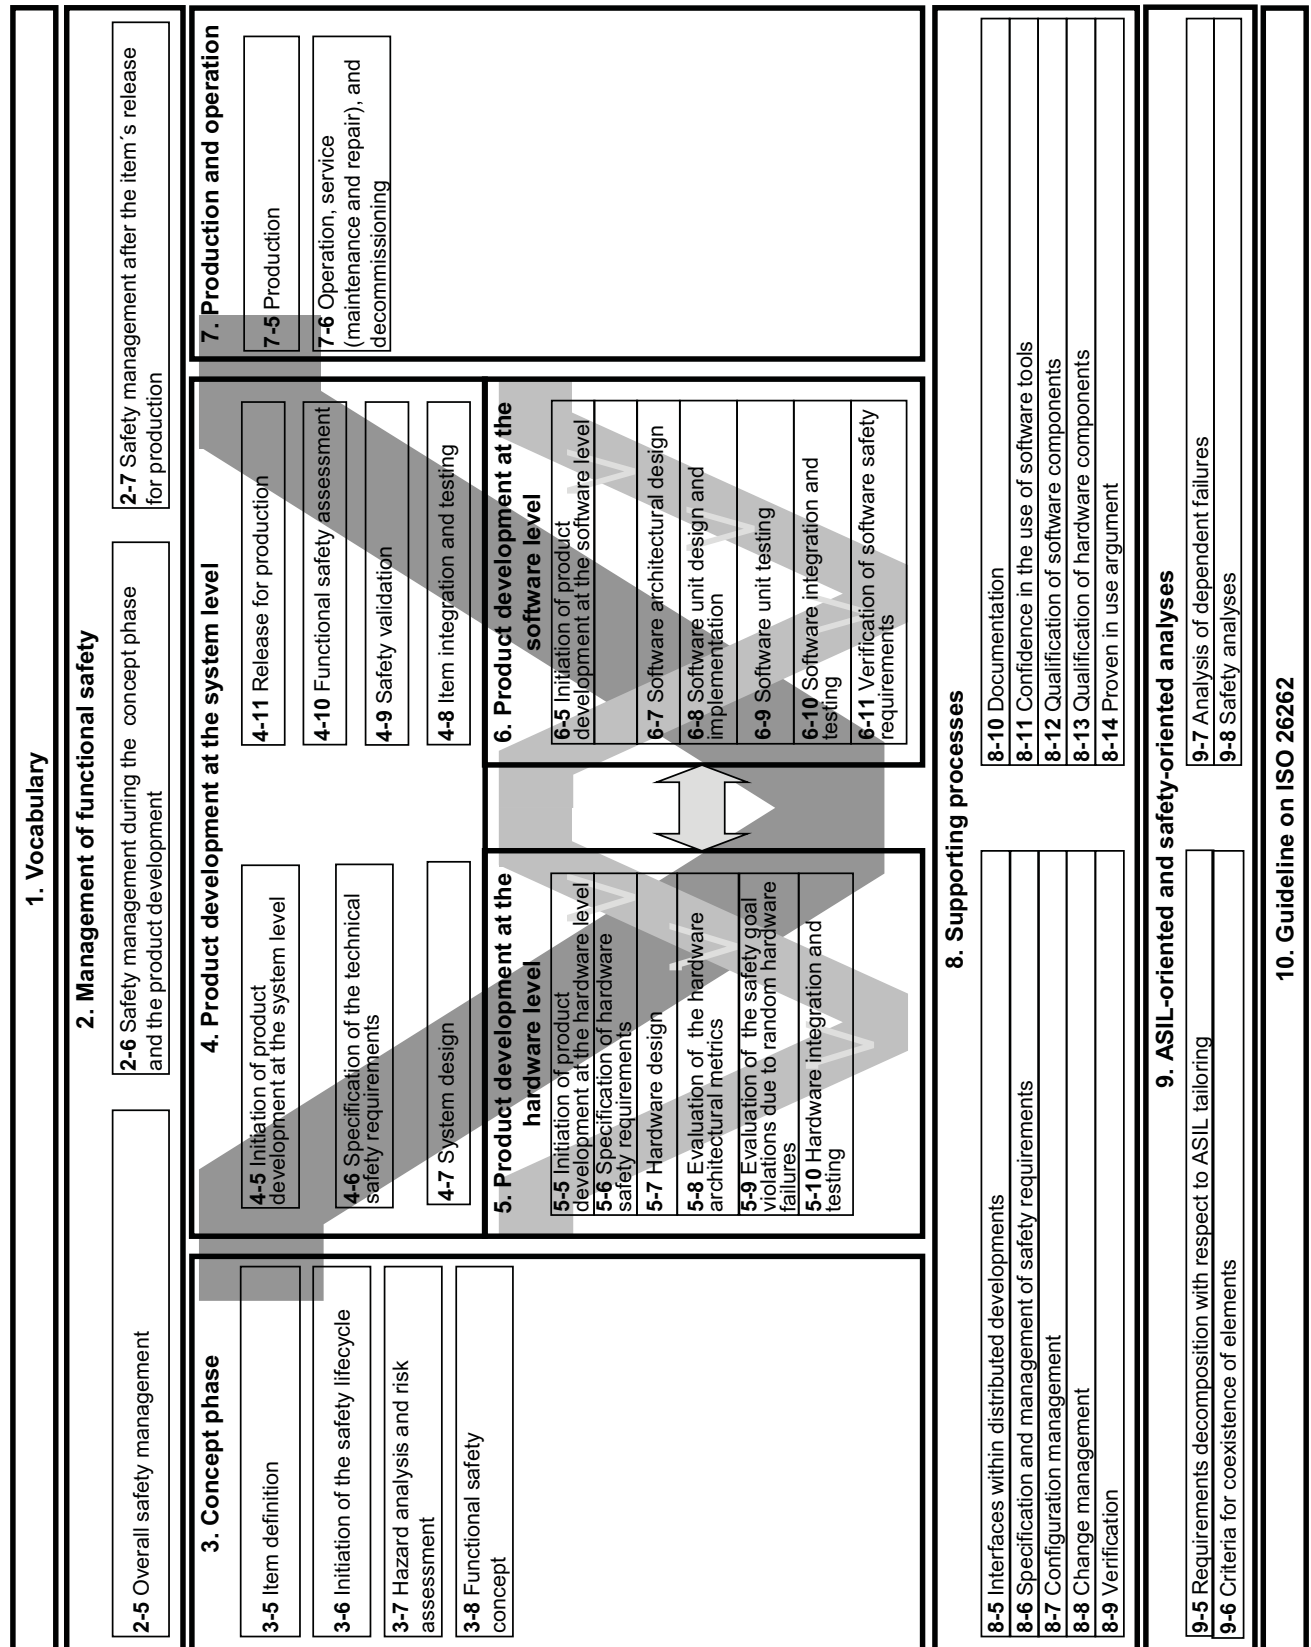 1. Vocabulary
2. Management of functional safety
2-5 Overall safety management
2-6 Safety management during the concept phase
and the product development
2-7 Safety management after the item´s release
for production
3. Concept phase
3-5 Item definition
3-6 Initiation of the safety lifecycle
3-7 Hazard analysis and risk
assessment
3-8 Functional safety
concept
4. Product development at the system level
4-5 Initiation of product
development at the system level
4-6 Specification of the technical
safety requirements
4-7 System design
4-11 Release for production
4-10 Functional safety assessment
4-9 Safety validation
4-8 Item integration and testing
7. Production and operation
7-5 Production
7-6 Operation, service
(maintenance and repair), and
decommissioning
5. Product development at the
hardware level
5-5 Initiation of product
development at the hardware level
5-6 Specification of hardware
safety requirements
5-7 Hardware design
5-8 Evaluation of the hardware
architectural metrics
5-9 Evaluation of the safety goal
violations due to random hardware
failures
5-10 Hardware integration and
testing
6. Product development at the
software level
6-5 Initiation of product
development at the software level
6-7 Software architectural design
6-8 Software unit design and
implementation
6-9 Software unit testing
6-10 Software integration and
testing
6-11 Verification of software safety
requirements
8. Supporting processes
8-5 Interfaces within distributed developments
8-6 Specification and management of safety requirements
8-7 Configuration management
8-8 Change management
8-9 Verification
8-10 Documentation
8-11 Confidence in the use of software tools
8-12 Qualification of software components
8-13 Qualification of hardware components
8-14 Proven in use argument
9. ASIL-oriented and safety-oriented analyses
9-5 Requirements decomposition with respect to ASIL tailoring
9-6 Criteria for coexistence of elements
9-7 Analysis of dependent failures
9-8 Safety analyses
10. Guideline on ISO 26262